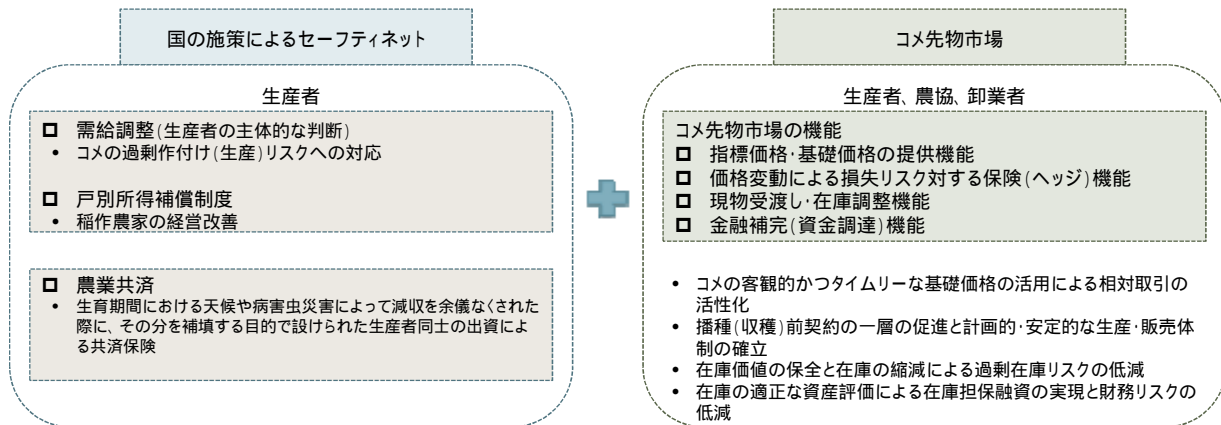 国の施策によるセーフティネット
生産者
需給調整(生産者の主体的な判断)
• コメの過剰作付け(生産)リスクへの対応
戸別所得補償制度
• 稲作農家の経営改善
農業共済
• 生育期間における天候や病害虫災害によって減収を余儀なくされた
際に、その分を補填する目的で設けられた生産者同士の出資によ
る共済保険
コメ先物市場
生産者、農協、卸業者
コメ先物市場の機能
指標価格・基礎価格の提供機能
価格変動による損失リスク対する保険(ヘッジ)機能
現物受渡し・在庫調整機能
金融補完(資金調達)機能
• コメの客観的かつタイムリーな基礎価格の活用による相対取引の
活性化
• 播種(収穫)前契約の一層の促進と計画的・安定的な生産・販売体
制の確立
• 在庫価値の保全と在庫の縮減による過剰在庫リスクの低減
• 在庫の適正な資産評価による在庫担保融資の実現と財務リスクの
低減